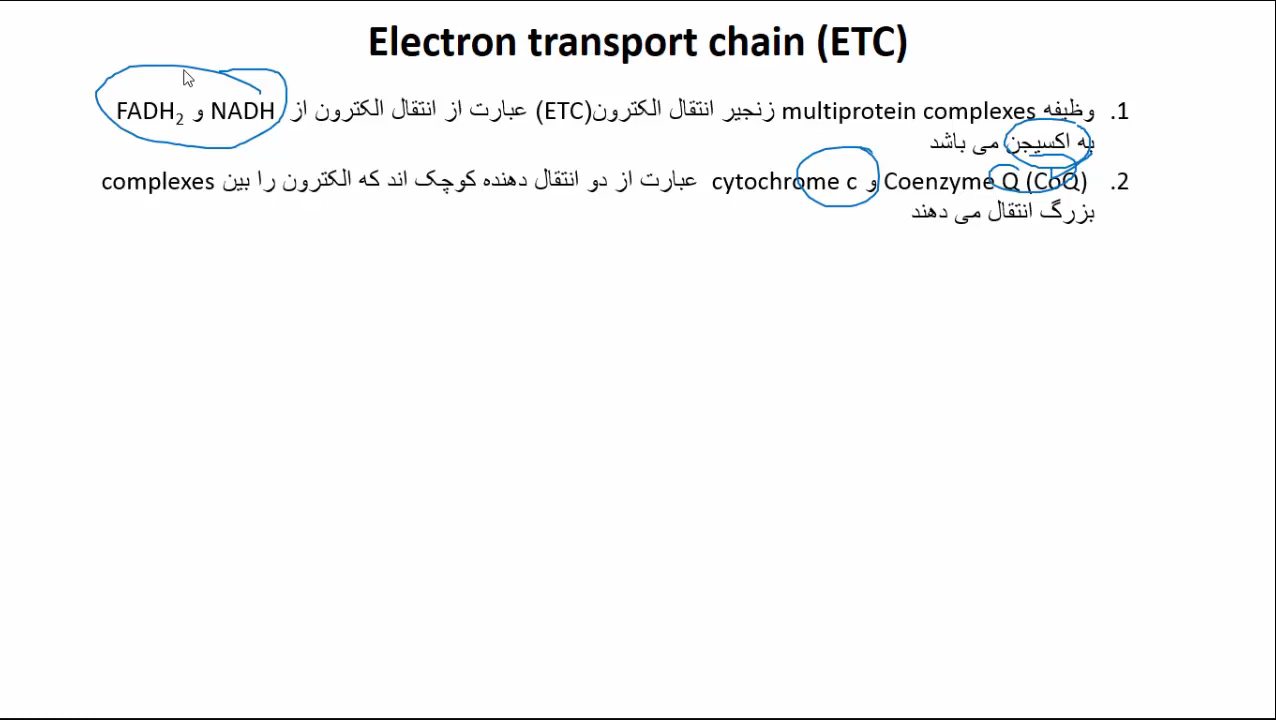 Electron transport chain (ETC)
1. وظیفه multiprotein complexes زنجیر انتقال الکترون(ETC) عبارت از انتقال الکترون از NADH و FADH₂
به اکسیجن می باشد
2. Coenzyme Q (CoQ) و cytochrome c عبارت از دو انتقال دهنده کوچک اند که الکترون را بین complexes
بزرگ انتقال می دهند